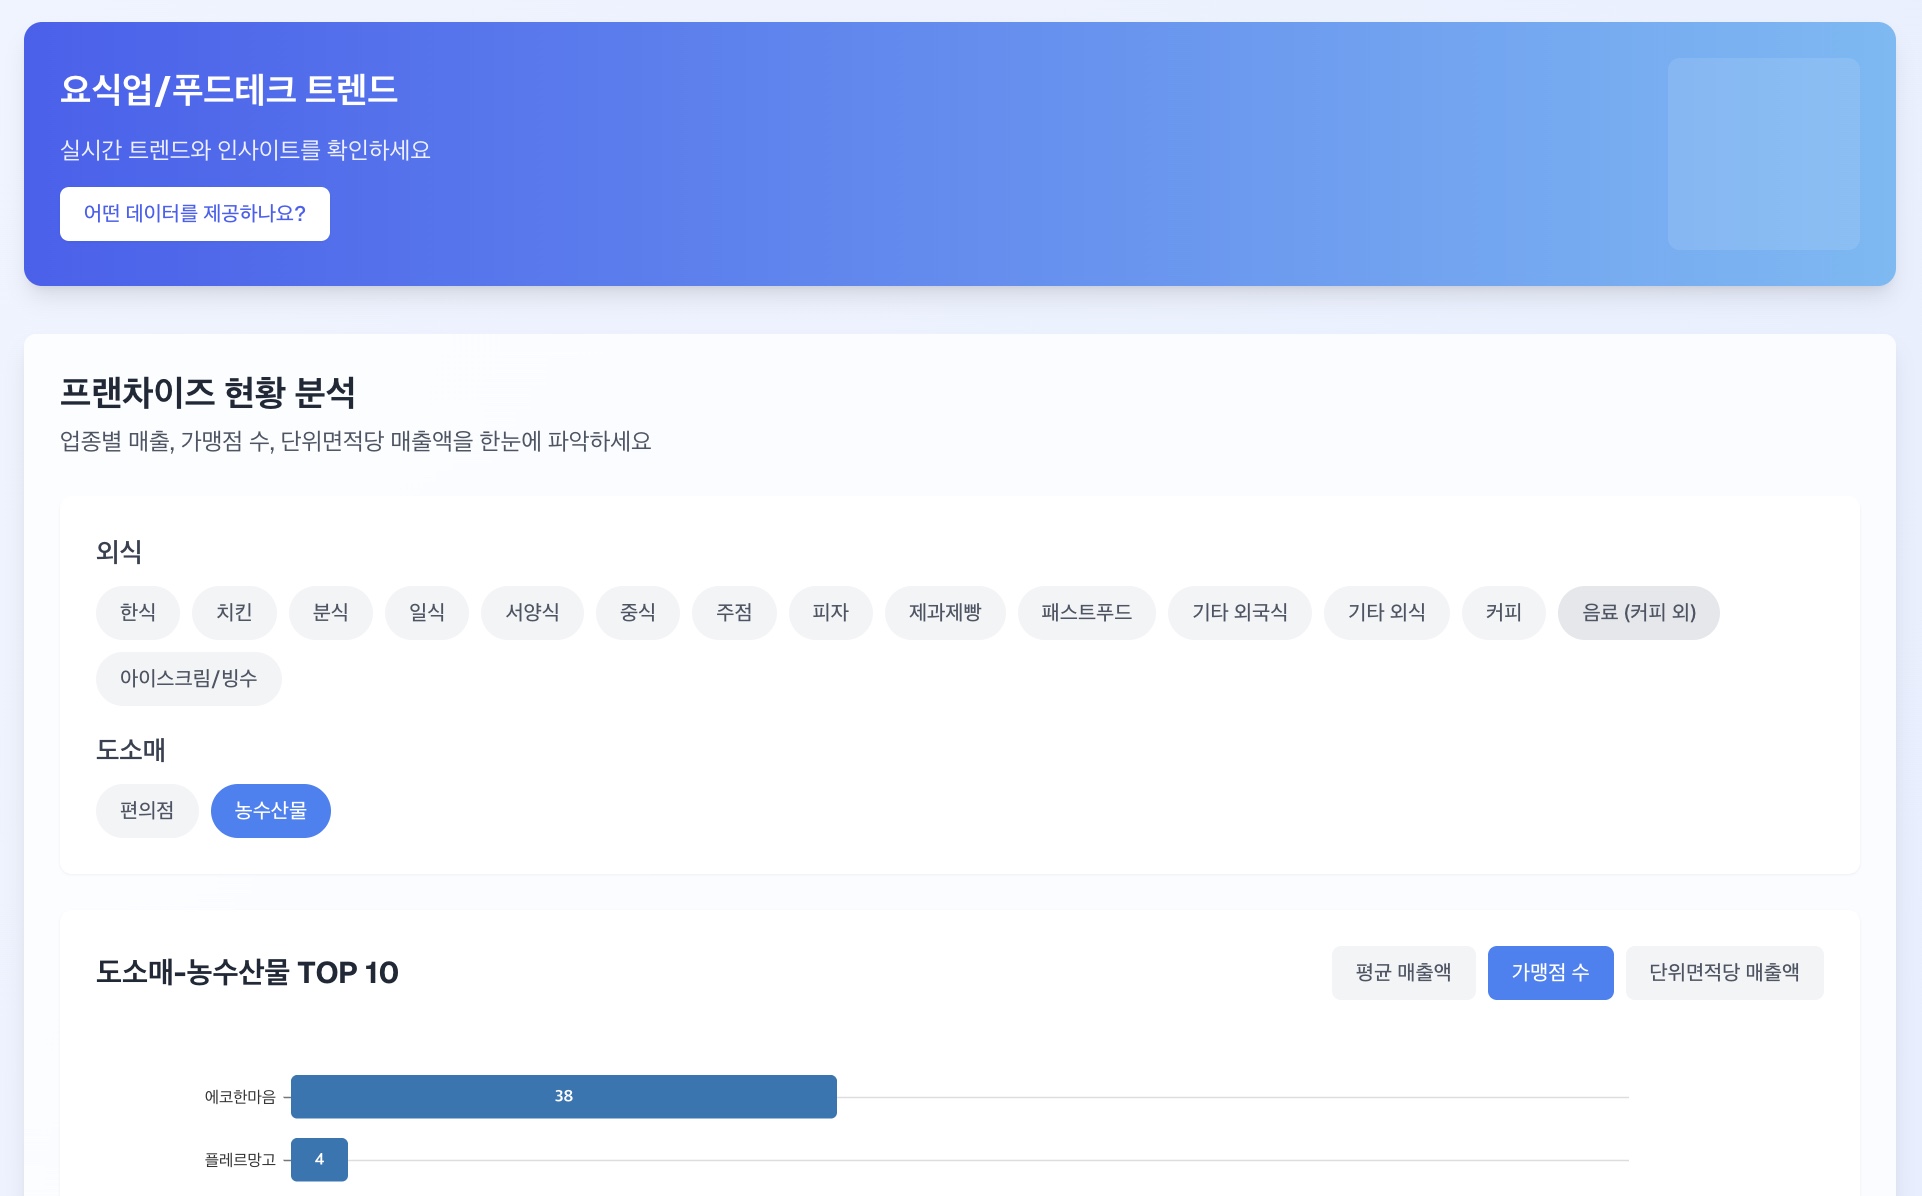 요식업/푸드테크 트렌드
실시간 트렌드와 인사이트를 확인하세요
어떤 데이터를 제공하나요?
프랜차이즈 현황 분석
업종별 매출, 가맹점 수, 단위면적당 매출액을 한눈에 파악하세요
외식
한식 치킨 분식 일식 서양식 중식 주점 피자 제과제빵 패스트푸드 기타 외국식 기타 외식 커피 음료 (커피 외)
아이스크림/빙수
도소매
편의점 농수산물
도소매-농수산물 TOP 10 평균 매출액 가맹점 수 단위면적당 매출액
에코한마음 38
플레르망고 4